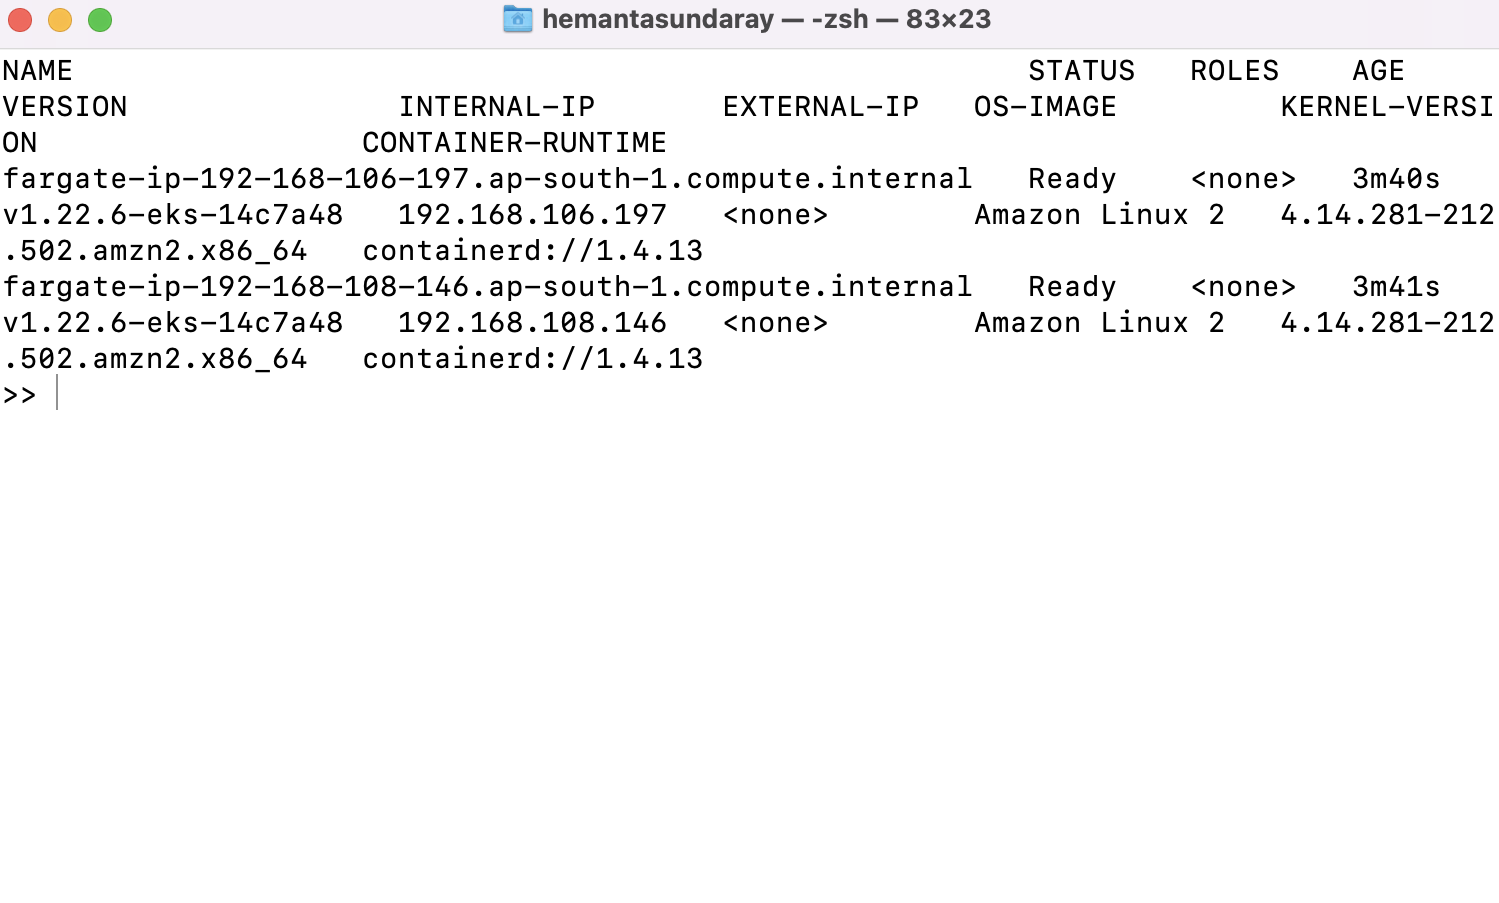 hemantasundaray — -zsh — 83×23
NAME                                                     STATUS   ROLES    AGE
VERSION               INTERNAL-IP       EXTERNAL-IP   OS-IMAGE         KERNEL-VERSI
ON                  CONTAINER-RUNTIME
fargate-ip-192-168-106-197.ap-south-1.compute.internal   Ready    <none>   3m40s
v1.22.6-eks-14c7a48   192.168.106.197   <none>        Amazon Linux 2   4.14.281-212
.502.amzn2.x86_64   containerd://1.4.13
fargate-ip-192-168-108-146.ap-south-1.compute.internal   Ready    <none>   3m41s
v1.22.6-eks-14c7a48   192.168.108.146   <none>        Amazon Linux 2   4.14.281-212
.502.amzn2.x86_64   containerd://1.4.13
>>